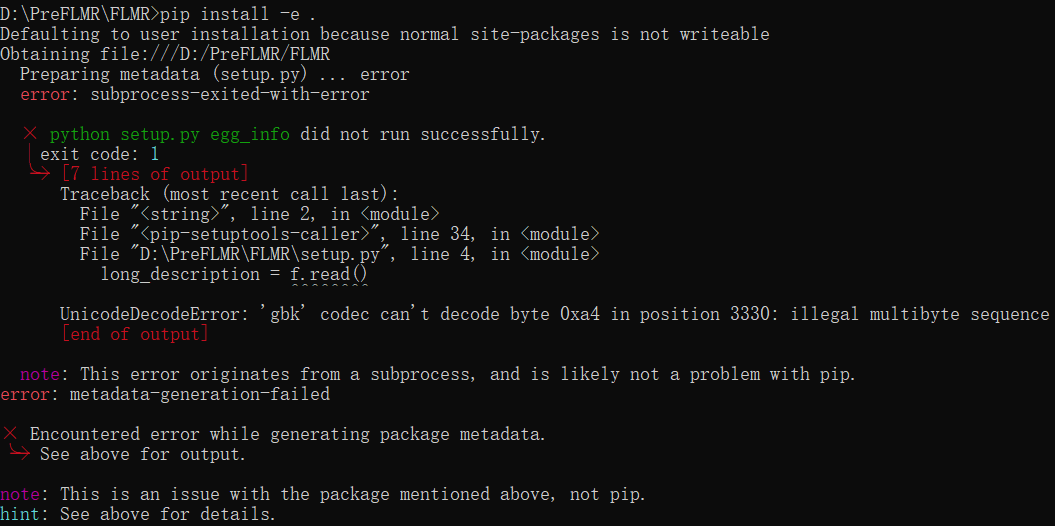 D:\PreFLMR\FLMR>pip install -e .
Defaulting to user installation because normal site-packages is not writeable
Obtaining file:///D:/PreFLMR/FLMR
  Preparing metadata (setup.py) ... error
  error: subprocess-exited-with-error

  × python setup.py egg_info did not run successfully.
  │ exit code: 1
  ╰─> [7 lines of output]
      Traceback (most recent call last):
        File "<string>", line 2, in <module>
        File "<pip-setuptools-caller>", line 34, in <module>
        File "D:\PreFLMR\FLMR\setup.py", line 4, in <module>
          long_description = f.read()
                             ~~~~~~^^
      UnicodeDecodeError: 'gbk' codec can't decode byte 0xa4 in position 3330: illegal multibyte sequence
      [end of output]

  note: This error originates from a subprocess, and is likely not a problem with pip.
error: metadata-generation-failed

× Encountered error while generating package metadata.
╰─> See above for output.

note: This is an issue with the package mentioned above, not pip.
hint: See above for details.